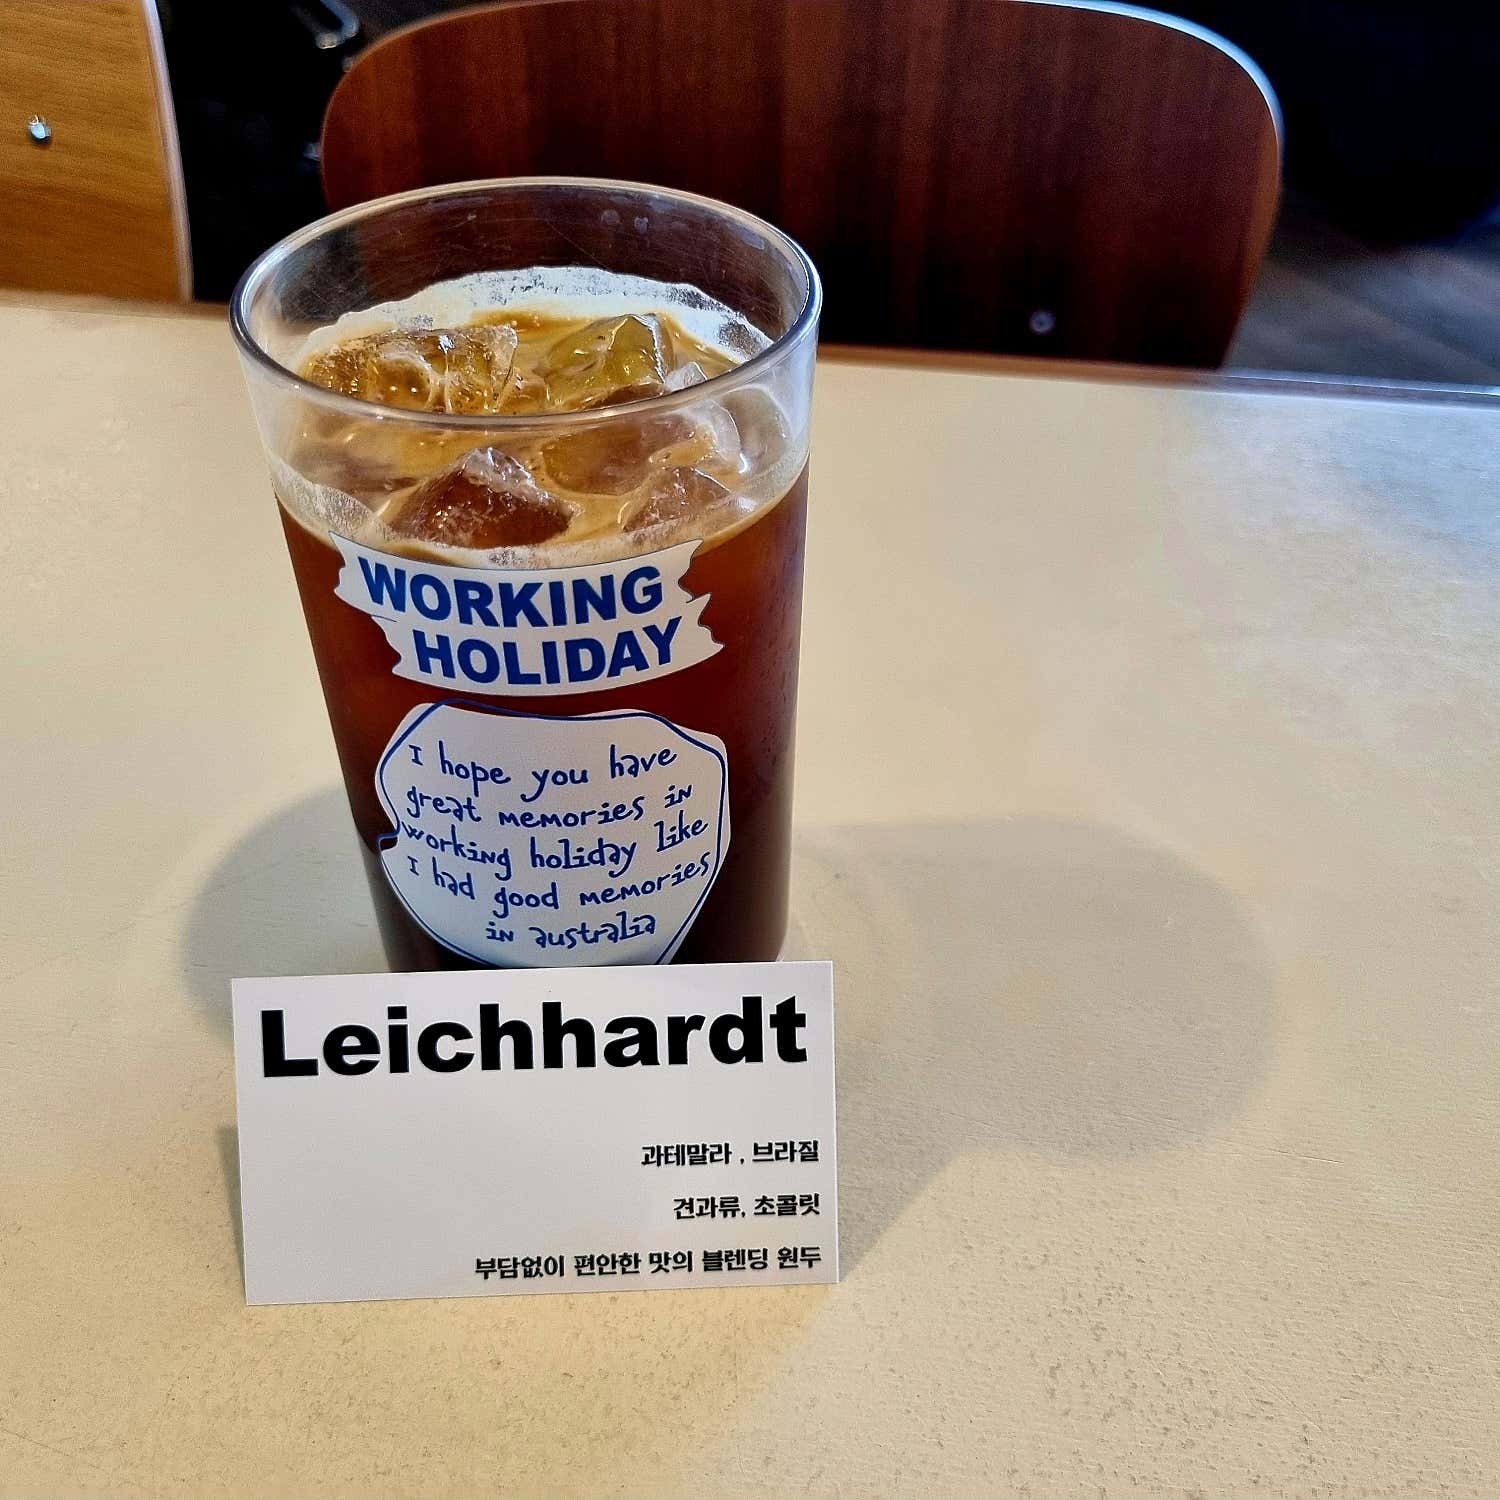 WORKING
HOLIDAY
I hope you have
great memories in
working holiday like
I had good memories
in australia
Leichhardt
과테말라 , 브라질
견과류, 초콜릿
부담없이 편안한 맛의 블렌딩 원두